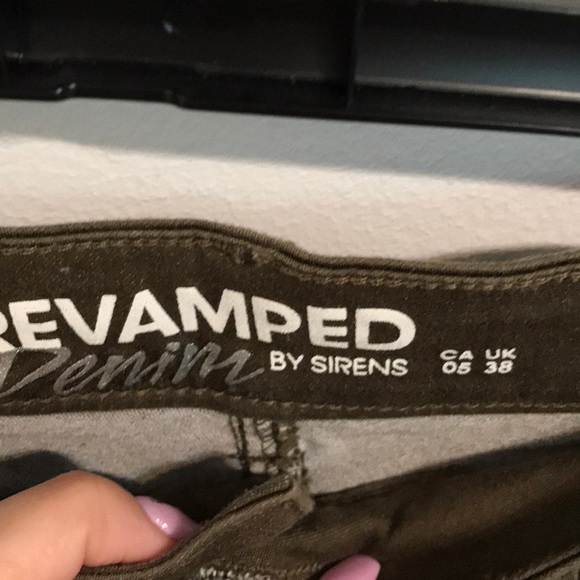 REVAMPED
Denim BY SIRENS
CA UK
05 38